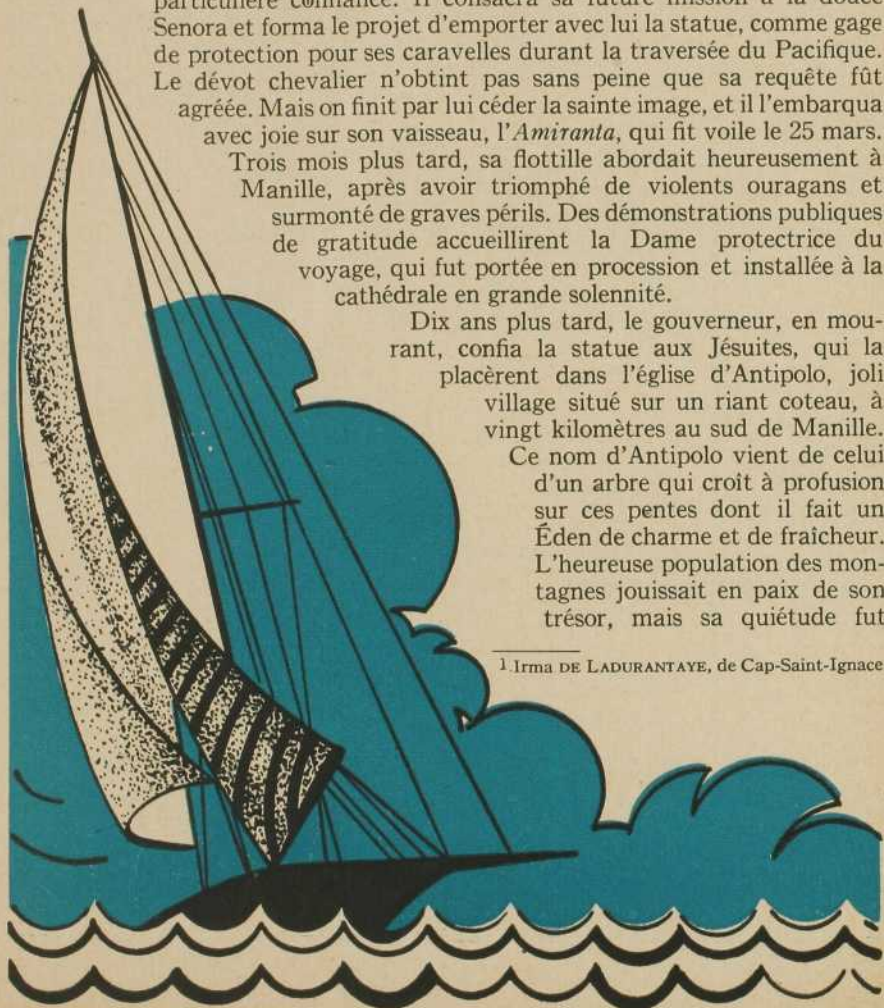 particulière confiance. Il consacra sa future mission à la douce
Senora et forma le projet d'emporter avec lui la statue, comme gage
de protection pour ses caravelles durant la traversée du Pacifique.
Le dévot chevalier n'obtint pas sans peine que sa requête fût
agréée. Mais on finit par lui céder la sainte image, et il l'embarqua
avec joie sur son vaisseau, l'Amiranta, qui fit voile le 25 mars.
Trois mois plus tard, sa flottille abordait heureusement à
Manille, après avoir triomphé de violents ouragans et
surmonté de graves périls. Des démonstrations publiques
de gratitude accueillirent la Dame protectrice du
voyage, qui fut portée en procession et installée à la
cathédrale en grande solennité.
Dix ans plus tard, le gouverneur, en mou-
rant, confia la statue aux Jésuites, qui la
placèrent dans l'église d'Antipolo, joli
village situé sur un riant coteau, à
vingt kilomètres au sud de Manille.
Ce nom d'Antipolo vient de celui
d'un arbre qui croît à profusion
sur ces pentes dont il fait un
Éden de charme et de fraîcheur.
L'heureuse population des mon-
tagnes jouissait en paix de son
trésor, mais sa quiétude fut
1 Irma DE LADURANTAYE, de Cap-Saint-Ignace